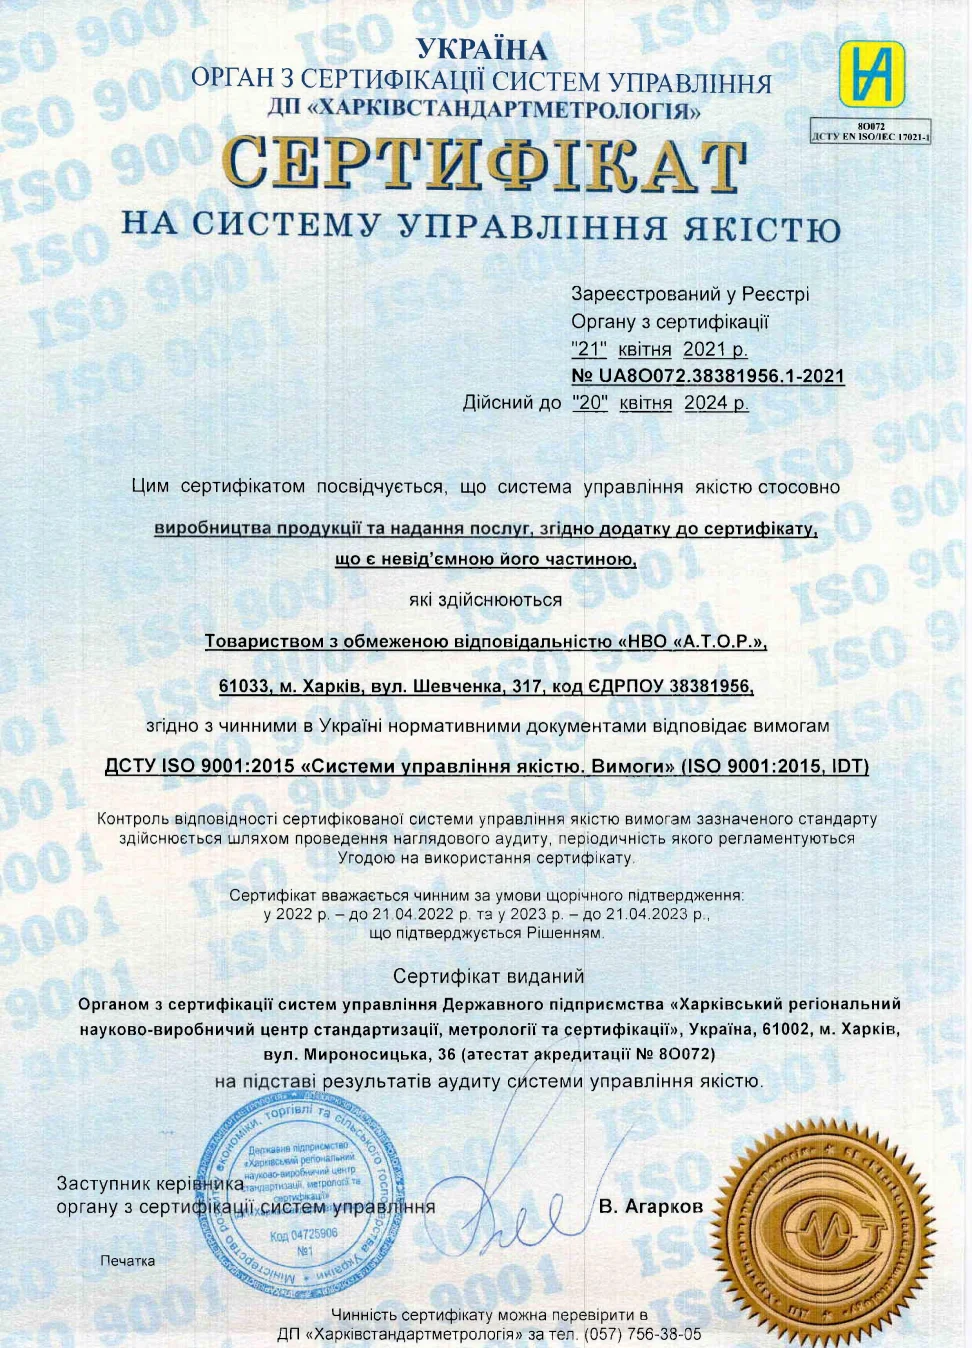 УКРАЇНА
ОРГАН З СЕРТИФІКАЦІЇ СИСТЕМ УПРАВЛІННЯ
ДП «ХАРКІВСТАНДАРТМЕТРОЛОГІЯ»
8О072
ДСТУ EN ISO/IEC 17021-1
СЕРТИФІКАТ
НА СИСТЕМУ УПРАВЛІННЯ ЯКІСТЮ
Зареєстрований у Реєстрі
Органу з сертифікації
"21" квітня 2021 р.
№ UA8O072.38381956.1-2021
Дійсний до "20" квітня 2024 р.
Цим сертифікатом посвідчується, що система управління якістю стосовно
виробництва продукції та надання послуг, згідно додатку до сертифікату,
що є невід’ємною його частиною,
які здійснюються
Товариством з обмеженою відповідальністю «НВО «А.Т.О.Р.»,
61033, м. Харків, вул. Шевченка, 317, код ЄДРПОУ 38381956,
згідно з чинними в Україні нормативними документами відповідає вимогам
ДСТУ ISO 9001:2015 «Системи управління якістю. Вимоги» (ISO 9001:2015, IDT)
Контроль відповідності сертифікованої системи управління якістю вимогам зазначеного стандарту
здійснюється шляхом проведення наглядового аудиту, періодичність якого регламентуються
Угодою на використання сертифікату.
Сертифікат вважається чинним за умови щорічного підтвердження:
у 2022 р. – до 21.04.2022 р. та у 2023 р. – до 21.04.2023 р.,
що підтверджується Рішенням.
Сертифікат виданий
Органом з сертифікації систем управління Державного підприємства «Харківський регіональний
науково-виробничий центр стандартизації, метрології та сертифікації», Україна, 61002, м. Харків,
вул. Мироносицька, 36 (атестат акредитації № 8О072)
на підставі результатів аудиту системи управління якістю.
Заступник керівника
органу з сертифікації систем управління
В. Агарков
Державне підприємство
«Харківський регіональний
науково-виробничий центр
стандартизації, метрології та
сертифікації»
Код 04725906
№1
Печатка
Чинність сертифікату можна перевірити в
ДП «Харківстандартметрологія» за тел. (057) 756-38-05